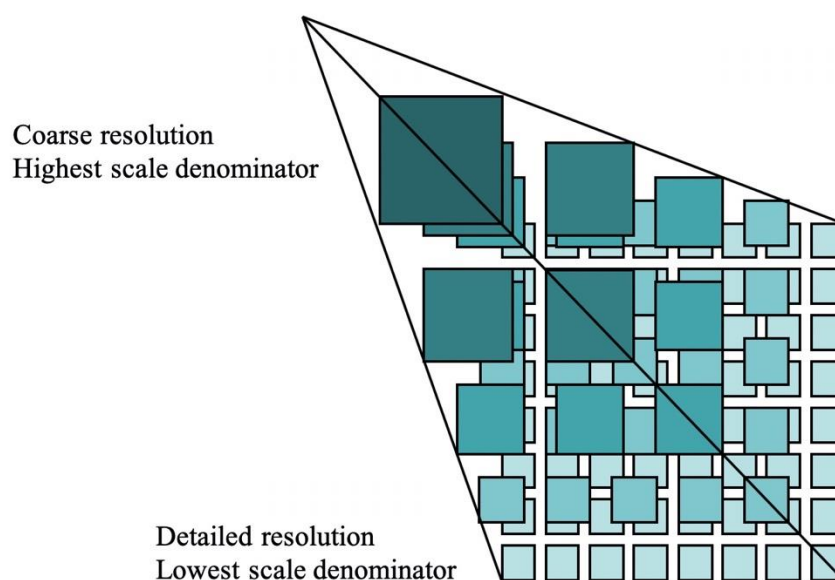 Coarse resolution
Highest scale denominator
Detailed resolution
Lowest scale denominator